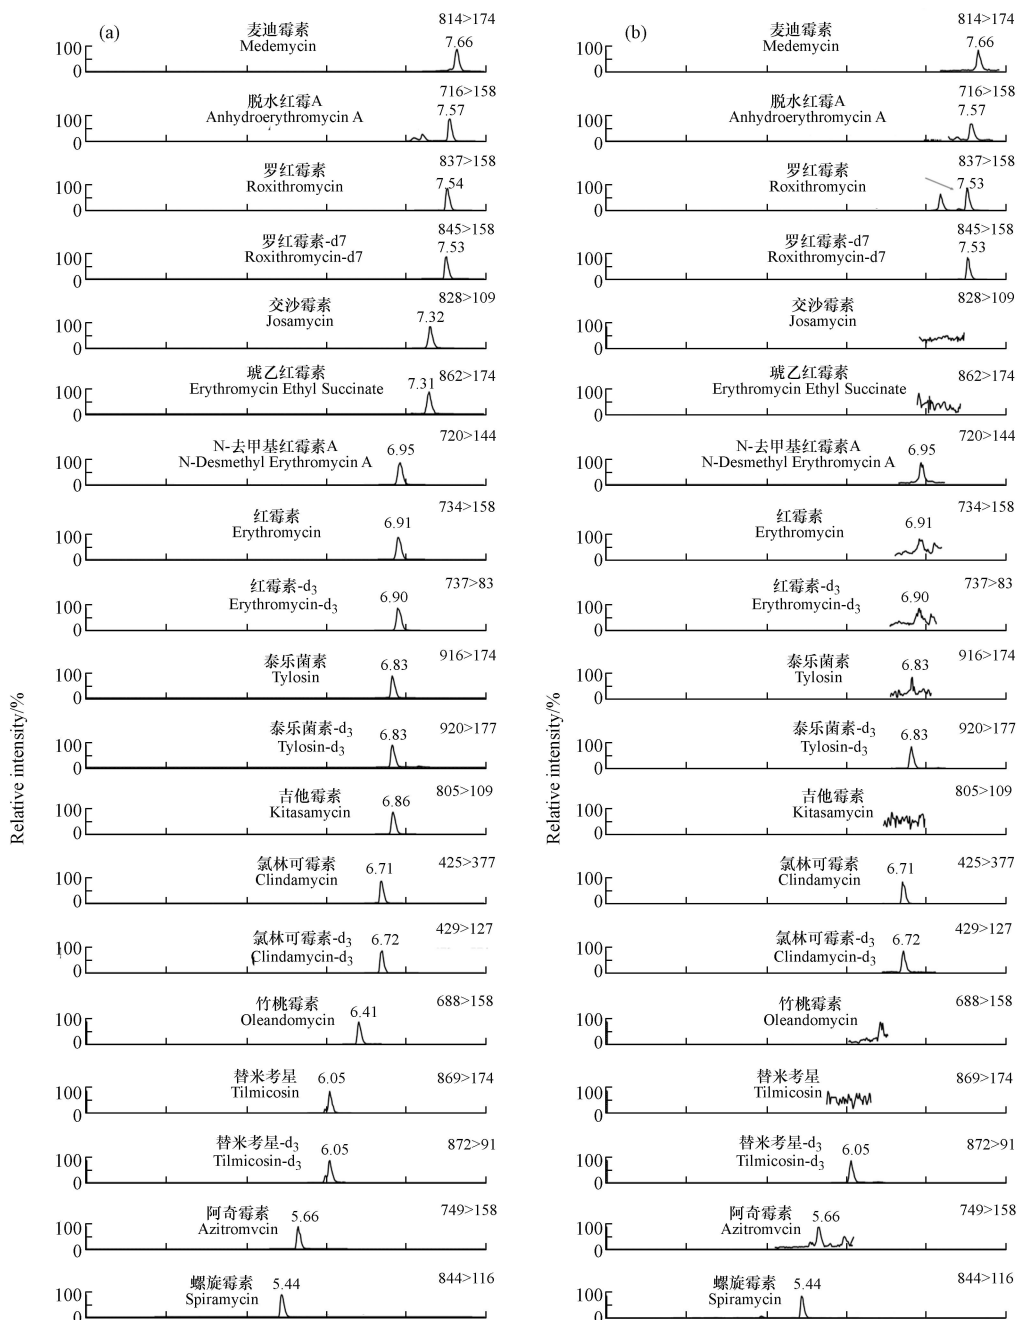 (a)
麦迪霉素
Medemycin
814>174
7.66
100
0
脱水红霉A
Anhydroerythromycin A
716>158
7.57
100
0
罗红霉素
Roxithromycin
837>158
7.54
100
0
罗红霉素-d7
Roxithromycin-d7
845>158
7.53
100
0
交沙霉素
Josamycin
828>109
7.32
100
0
琥乙红霉素
Erythromycin Ethyl Succinate
862>174
7.31
100
0
N-去甲基红霉素A
N-Desmethyl Erythromycin A
720>144
6.95
100
0
红霉素
Erythromycin
734>158
6.91
100
0
红霉素-d3
Erythromycin-d3
737>83
6.90
100
0
泰乐菌素
Tylosin
916>174
6.83
100
0
泰乐菌素-d3
Tylosin-d3
920>177
6.83
100
0
吉他霉素
Kitasamycin
805>109
6.86
100
0
氯林可霉素
Clindamycin
425>377
6.71
100
0
氯林可霉素-d3
Clindamycin-d3
429>127
6.72
100
0
竹桃霉素
Oleandomycin
688>158
6.41
100
0
替米考星
Tilmicosin
869>174
6.05
100
0
替米考星-d3
Tilmicosin-d3
872>91
6.05
100
0
阿奇霉素
Azitromycin
749>158
5.66
100
0
螺旋霉素
Spiramycin
844>116
5.44
100
Relative intensity/%
(b)
麦迪霉素
Medemycin
814>174
7.66
100
0
脱水红霉A
Anhydroerythromycin A
716>158
7.57
100
0
罗红霉素
Roxithromycin
837>158
7.53
100
0
罗红霉素-d7
Roxithromycin-d7
845>158
7.53
100
0
交沙霉素
Josamycin
828>109
100
0
琥乙红霉素
Erythromycin Ethyl Succinate
862>174
100
0
N-去甲基红霉素A
N-Desmethyl Erythromycin A
720>144
6.95
100
0
红霉素
Erythromycin
734>158
6.91
100
0
红霉素-d3
Erythromycin-d3
737>83
6.90
100
0
泰乐菌素
Tylosin
916>174
6.83
100
0
泰乐菌素-d3
Tylosin-d3
920>177
6.83
100
0
吉他霉素
Kitasamycin
805>109
100
0
氯林可霉素
Clindamycin
425>377
6.71
100
0
氯林可霉素-d3
Clindamycin-d3
429>127
6.72
100
0
竹桃霉素
Oleandomycin
688>158
100
0
替米考星
Tilmicosin
869>174
100
0
替米考星-d3
Tilmicosin-d3
872>91
6.05
100
0
阿奇霉素
Azitromycin
749>158
5.66
100
0
螺旋霉素
Spiramycin
844>116
5.44
100
Relative intensity/%